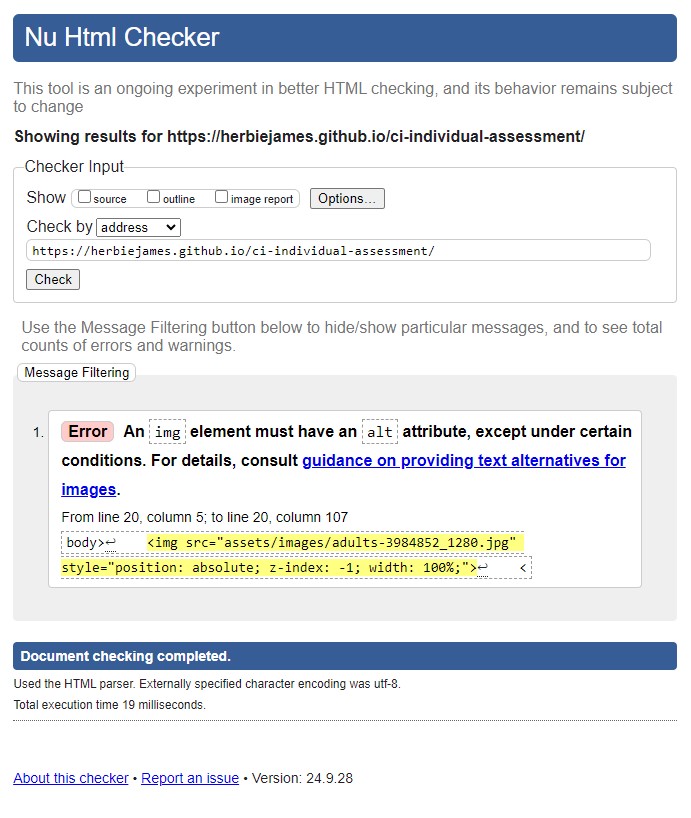 Nu Html Checker
This tool is an ongoing experiment in better HTML checking, and its behavior remains subject
to change
Showing results for https://herbiejames.github.io/ci-individual-assessment/
Checker Input
Show source outline image report Options...
Check by address
https://herbiejames.github.io/ci-individual-assessment/
Check
Use the Message Filtering button below to hide/show particular messages, and to see total
counts of errors and warnings.
Message Filtering
1. Error An img element must have an alt attribute, except under certain
conditions. For details, consult guidance on providing text alternatives for
images.
From line 20, column 5; to line 20, column 107
body>↩ <img src="assets/images/adults-3984852_1280.jpg"
style="position: absolute; z-index: -1; width: 100%;">↩ <
Document checking completed.
Used the HTML parser. Externally specified character encoding was utf-8.
Total execution time 19 milliseconds.
About this checker • Report an issue • Version: 24.9.28